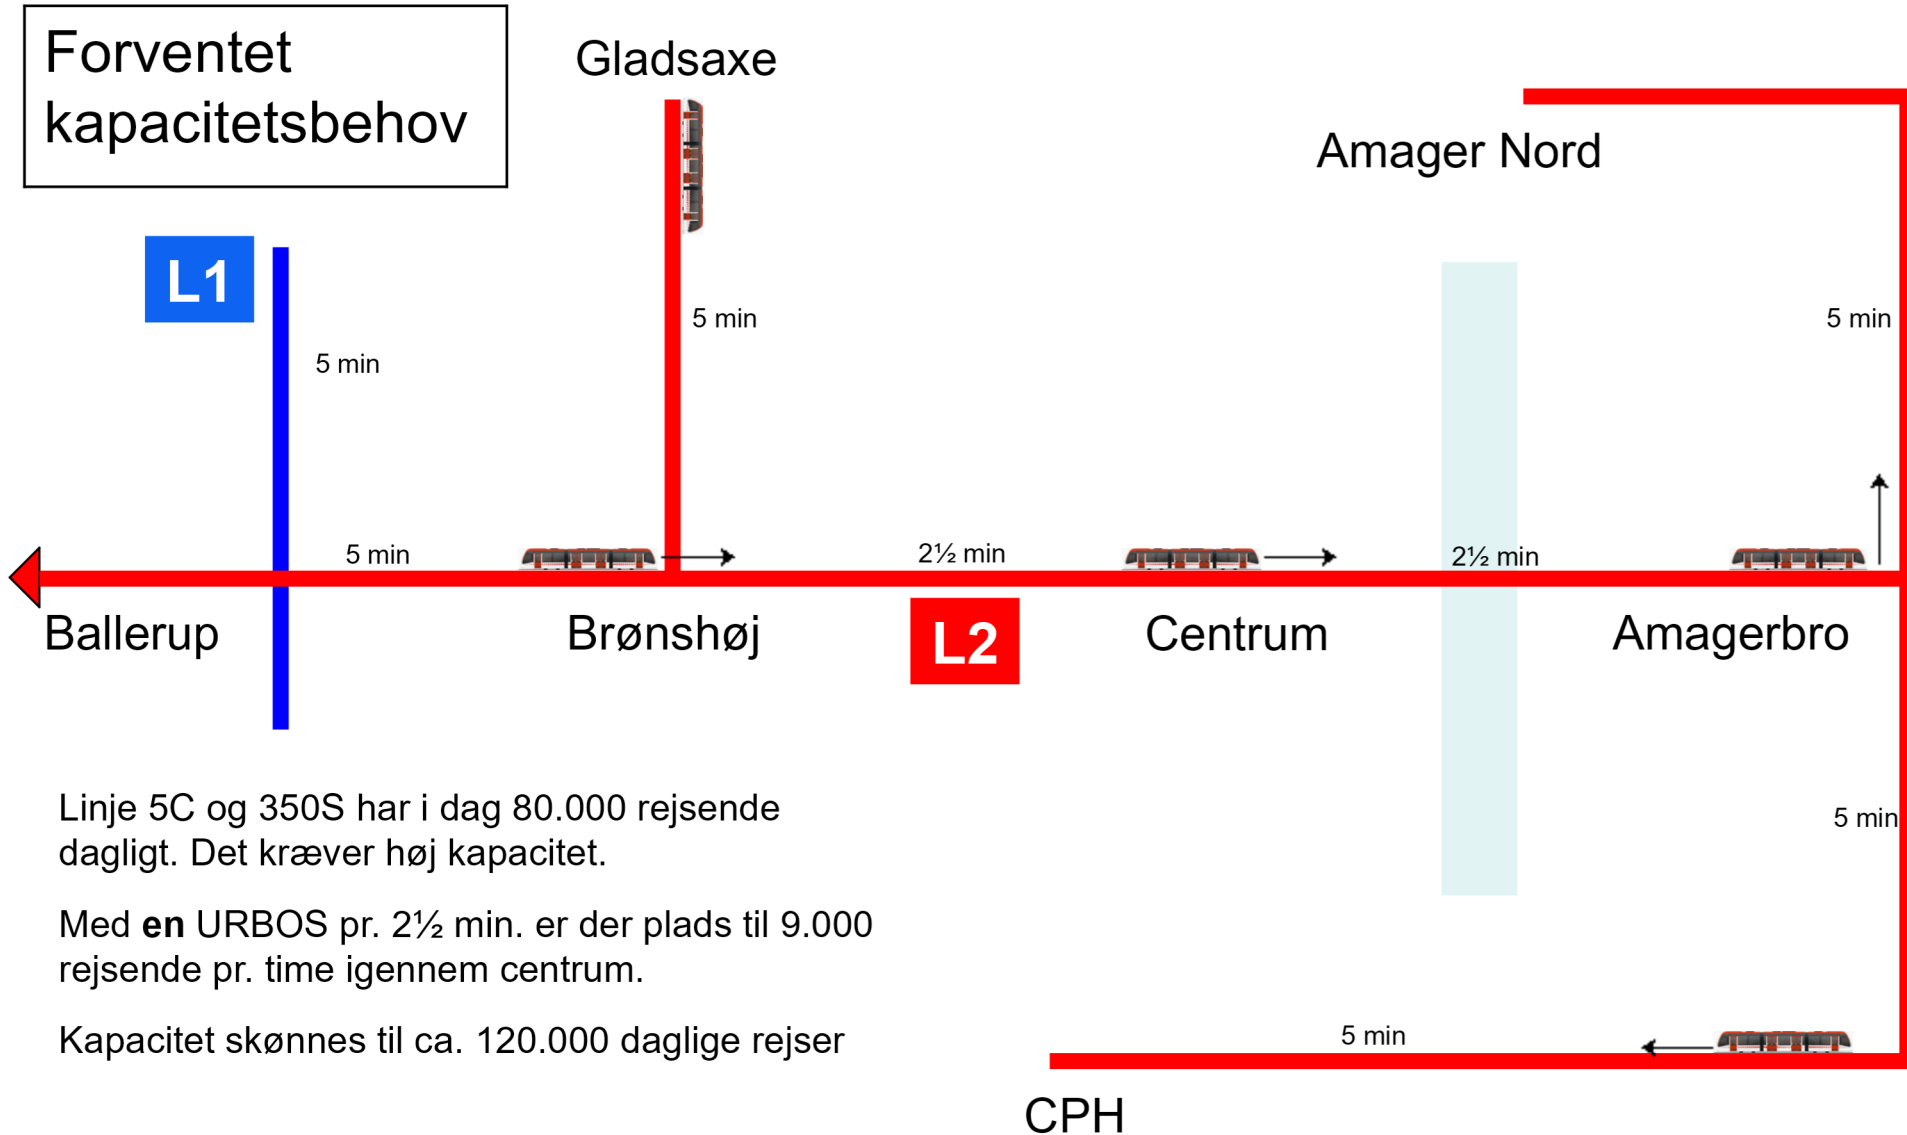 Forventet
kapacitetsbehov
Gladsaxe
Amager Nord
L1
5 min
5 min
5 min
5 min
2½ min
2½ min
Ballerup
Brønshøj
L2
Centrum
Amagerbro
Linje 5C og 350S har i dag 80.000 rejsende
dagligt. Det kræver høj kapacitet.
5 min
Med en URBOS pr. 2½ min. er der plads til 9.000
rejsende pr. time igennem centrum.
Kapacitet skønnes til ca. 120.000 daglige rejser
5 min
CPH